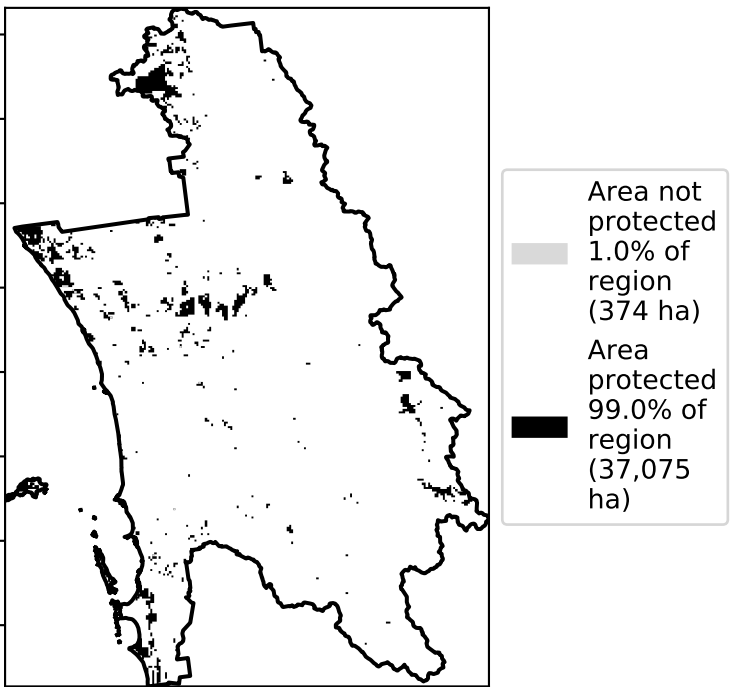 Area not
protected
1.0% of
region
(374 ha)
Area
protected
99.0% of
region
(37,075
ha)